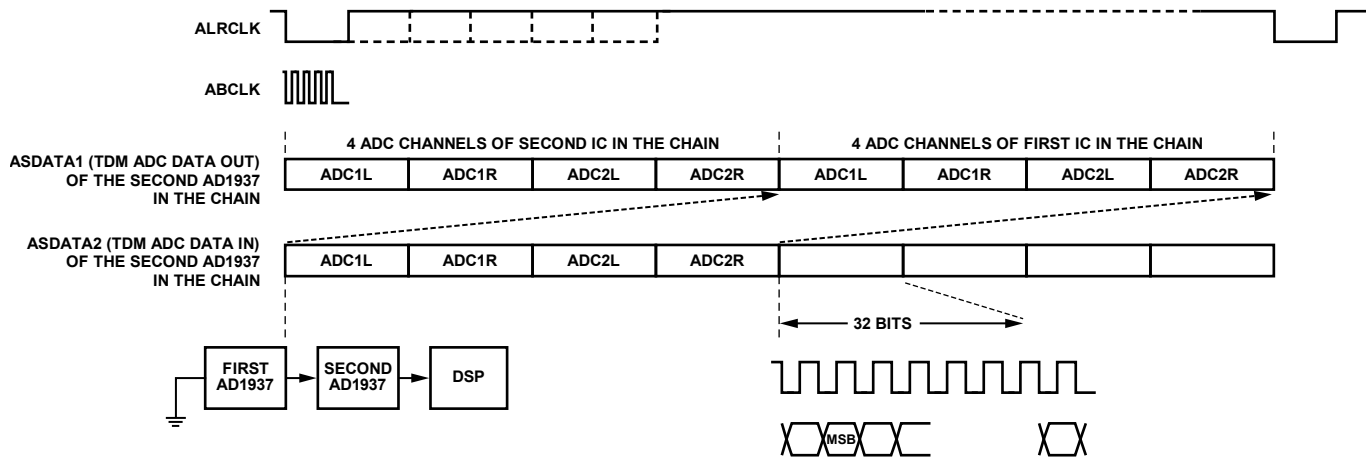 ALRCLK
ABCLK
4 ADC CHANNELS OF SECOND IC IN THE CHAIN
4 ADC CHANNELS OF FIRST IC IN THE CHAIN
ASDATA1 (TDM ADC DATA OUT)
OF THE SECOND AD1937
IN THE CHAIN
ADC1L ADC1R ADC2L ADC2R ADC1L ADC1R ADC2L ADC2R
ASDATA2 (TDM ADC DATA IN)
OF THE SECOND AD1937
IN THE CHAIN
ADC1L ADC1R ADC2L ADC2R
32 BITS
FIRST
AD1937
SECOND
AD1937
DSP
MSB